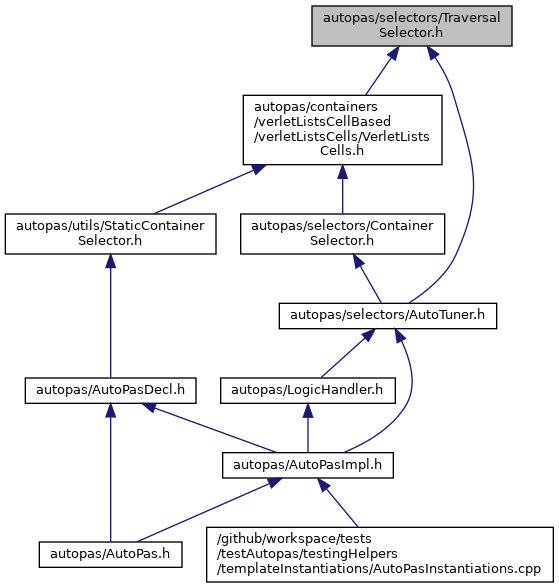 autopas/selectors/Traversal
Selector.h
autopas/containers
/verletListsCellBased
/verletListsCells/VerletLists
Cells.h
autopas/utils/StaticContainer
Selector.h
autopas/selectors/Container
Selector.h
autopas/selectors/AutoTuner.h
autopas/AutoPasDecl.h
autopas/LogicHandler.h
autopas/AutoPasImpl.h
autopas/AutoPas.h
/github/workspace/tests
/testAutopas/testingHelpers
/templateInstantiations/AutoPasInstantiations.cpp